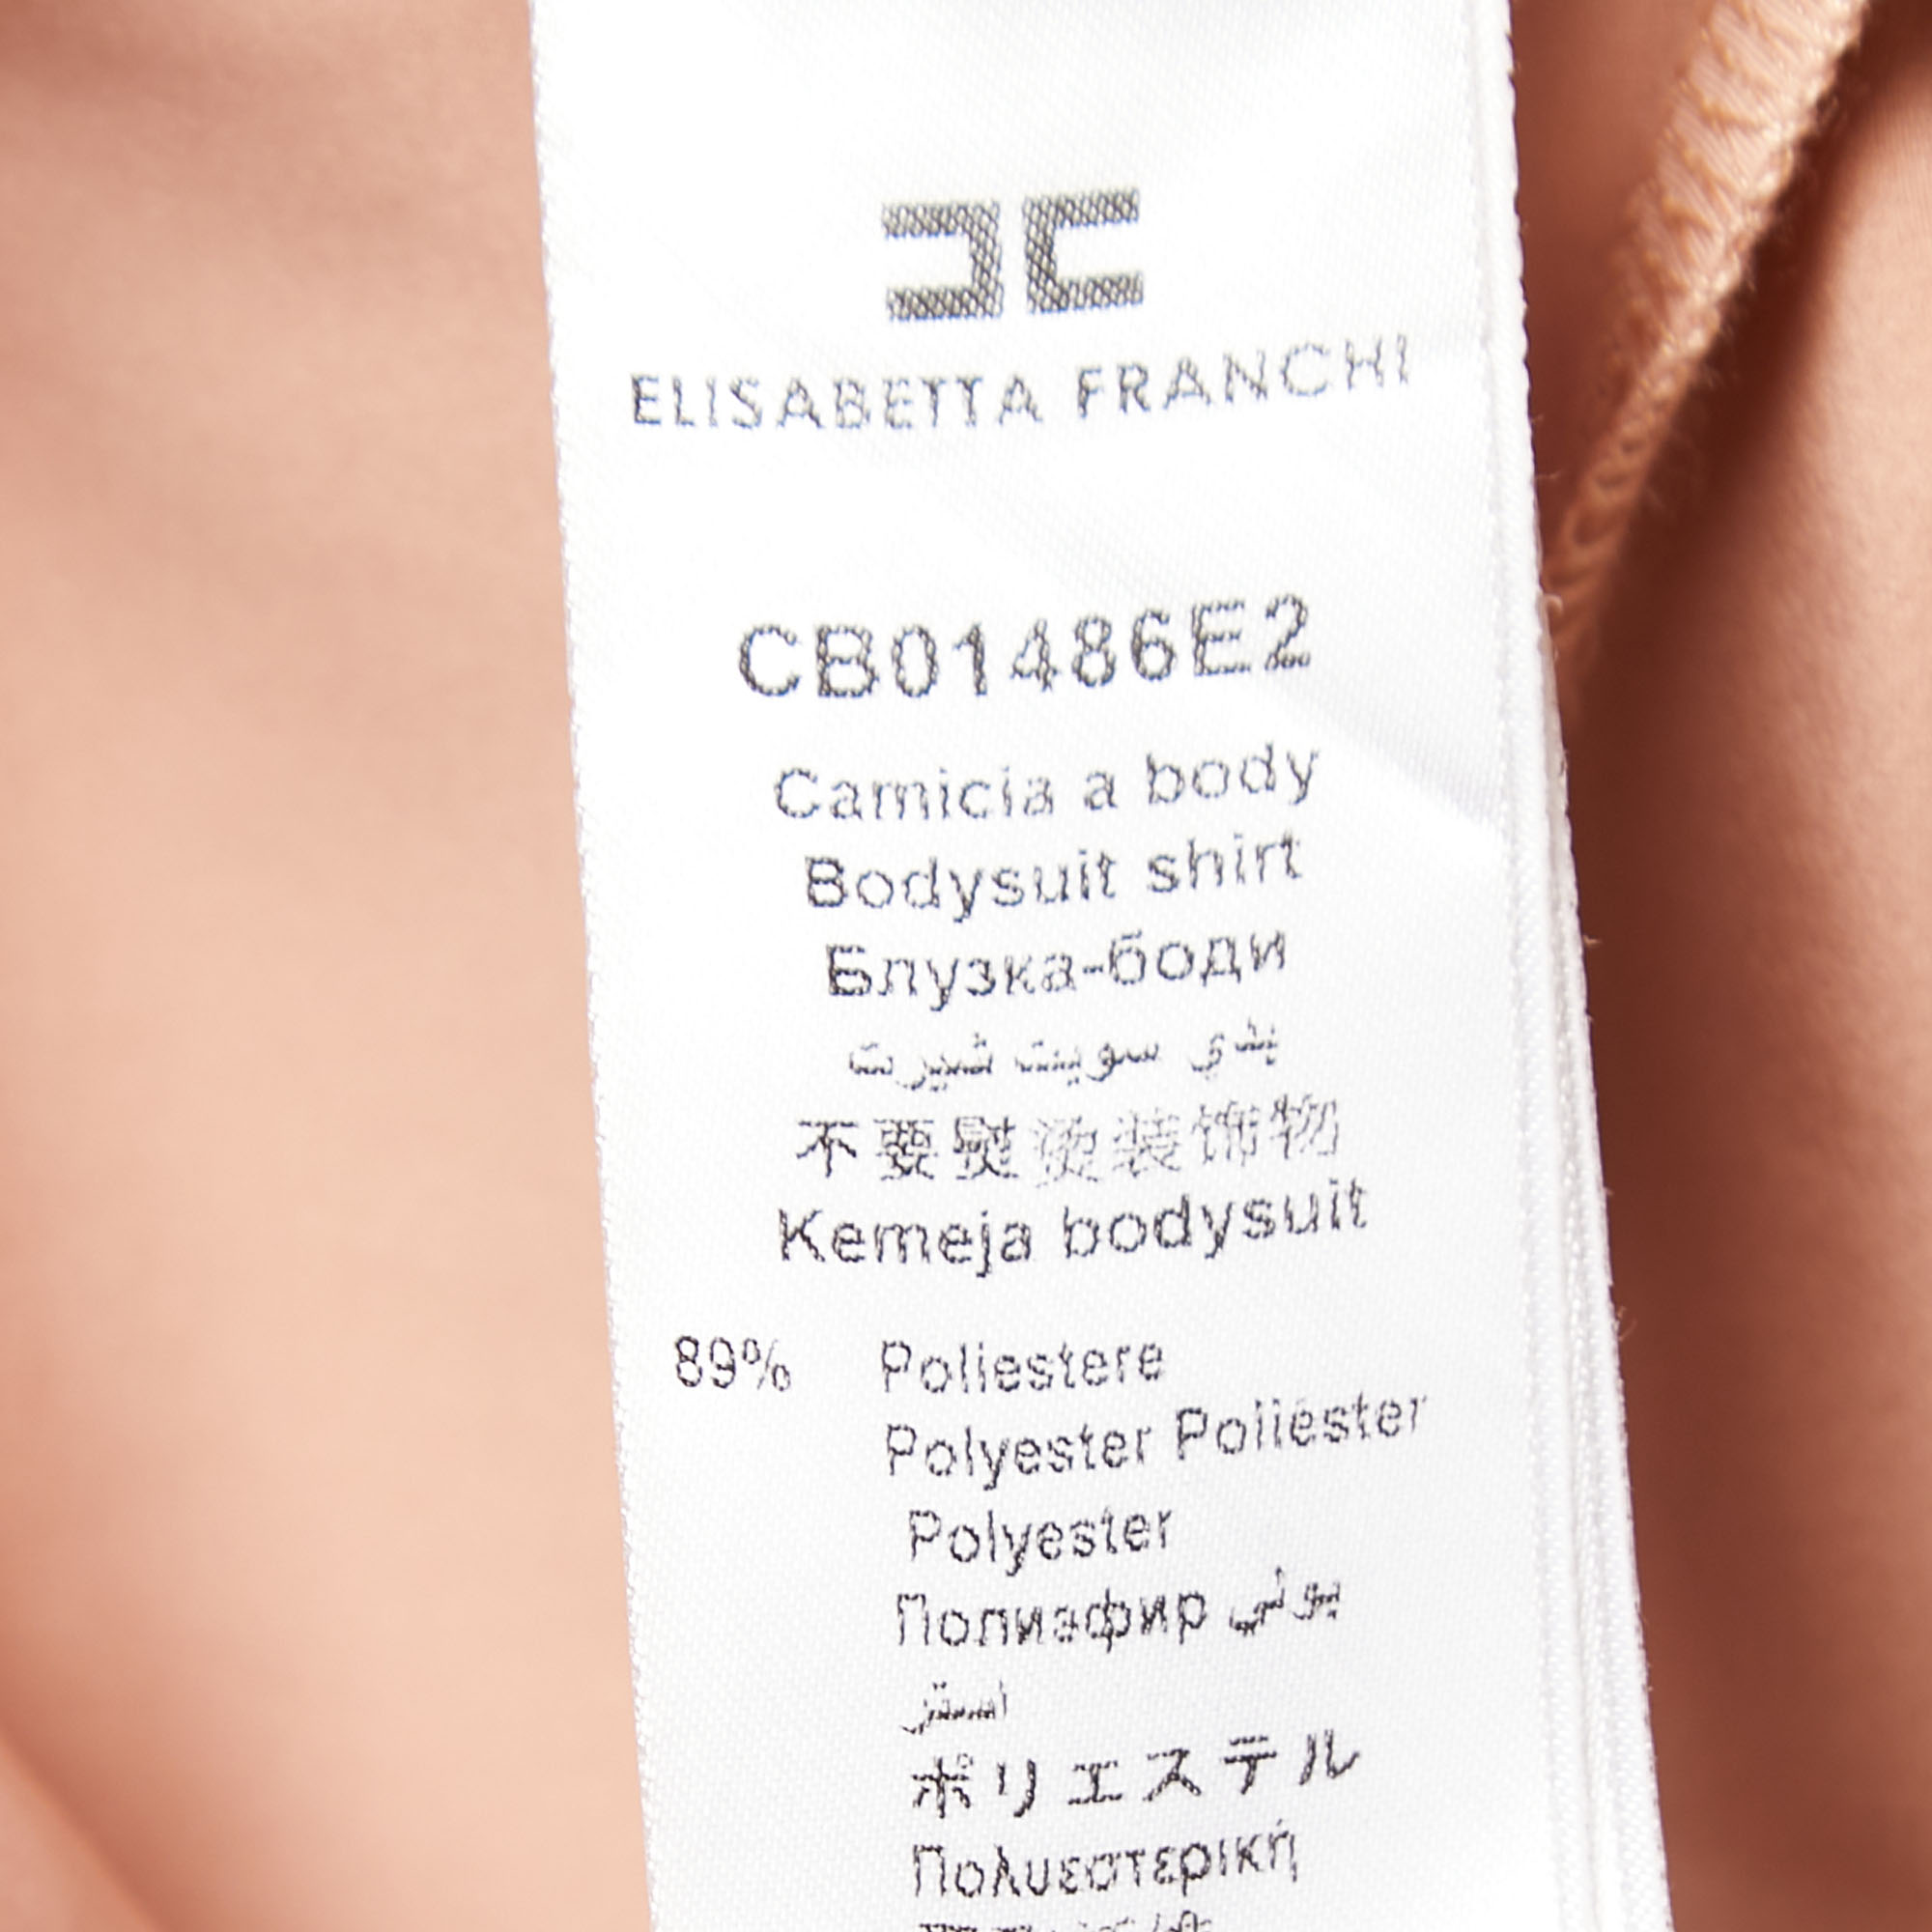 ELISABETTA FRANCHI
CB01486E2
Camicia a body
Bodysuit shirt
Блузка-боди
بدي سويت شيرت
不要熨烫装饰物
Kemeja bodysuit
89% Poliestere
Polyester Poliéster
Polyester
Полиэфир بولي
استر
ポリエステル
Πολυεστερική